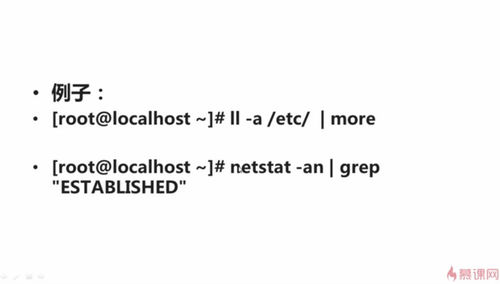 例子：
[root@localhost ~]# ll -a /etc/ | more
[root@localhost ~]# netstat -an | grep
"ESTABLISHED"
慕课网